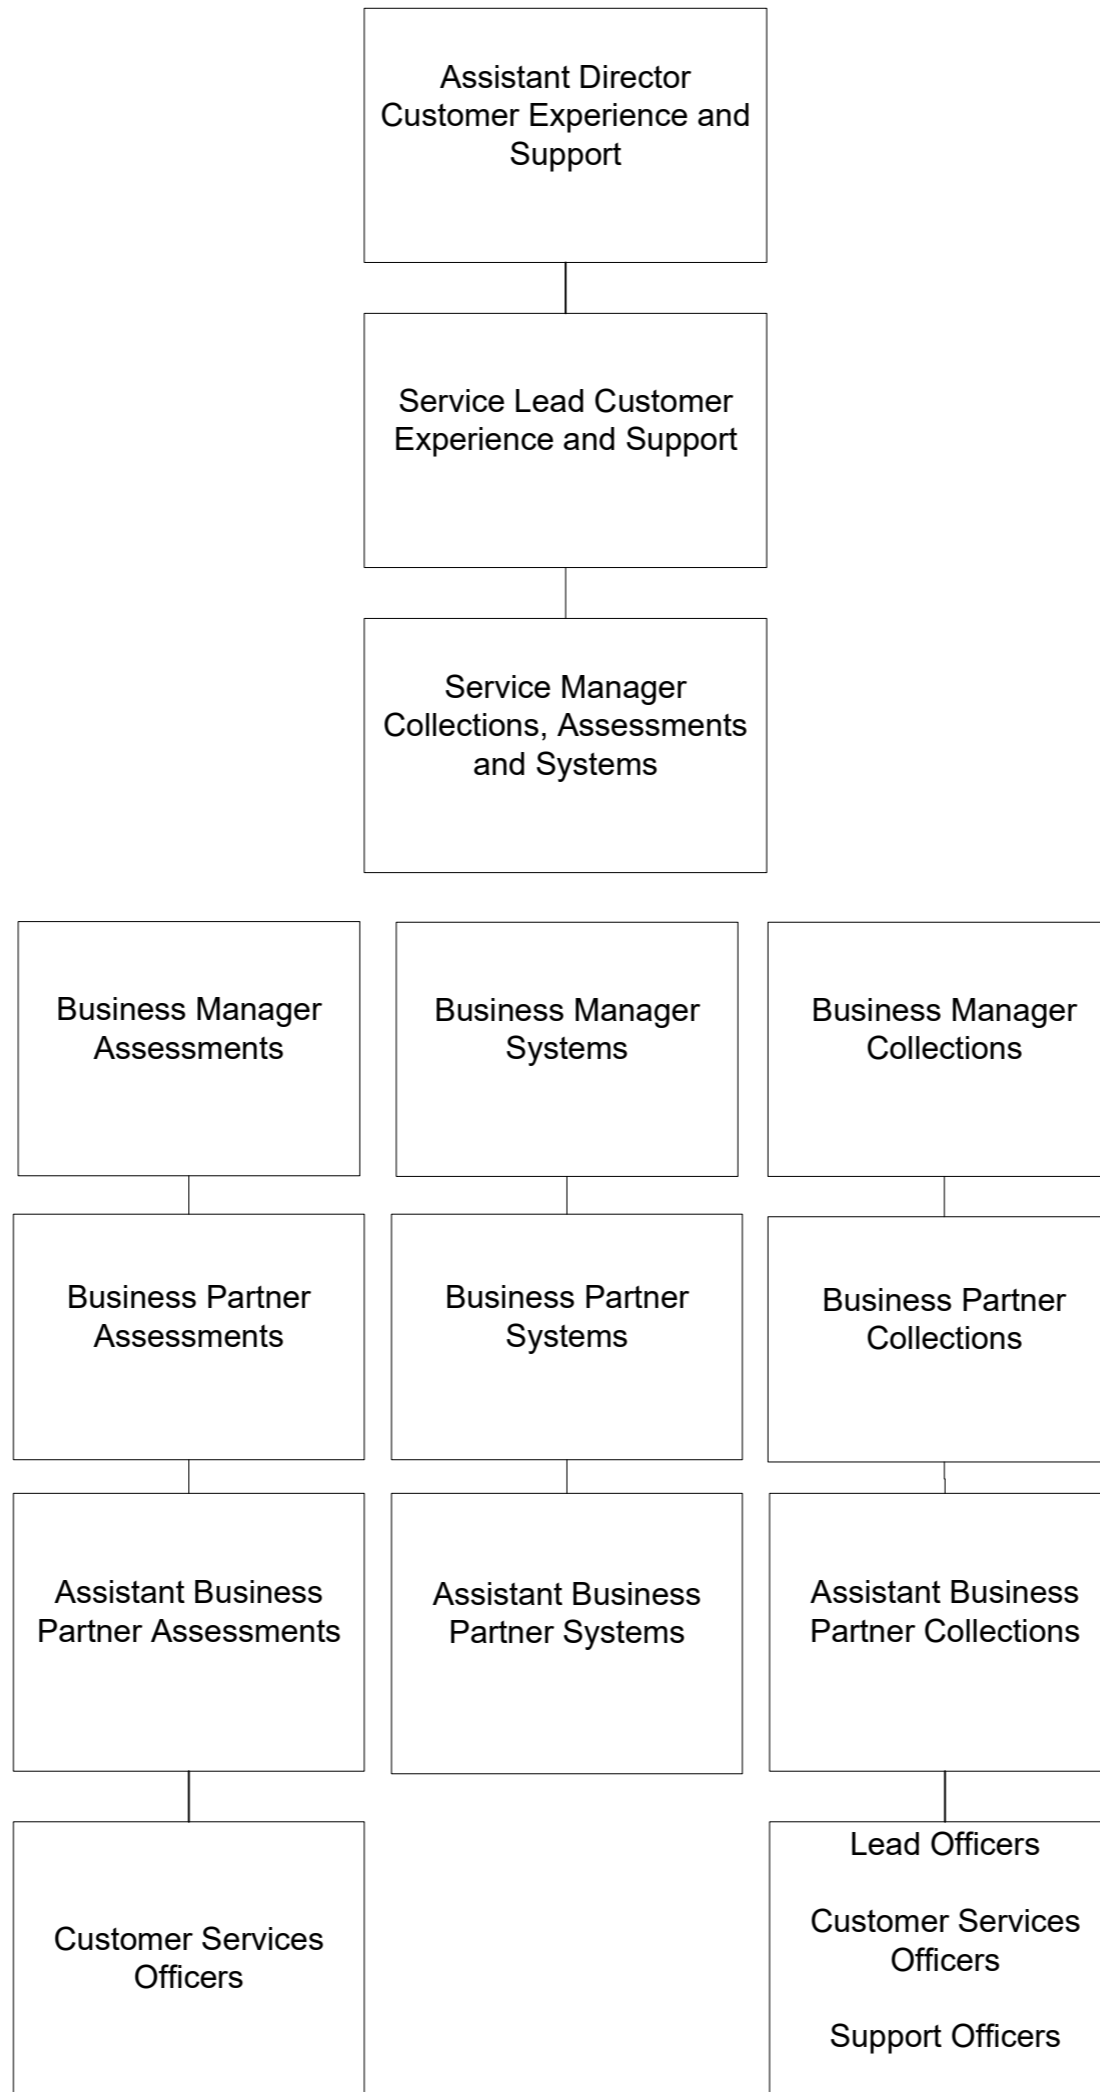 Assistant Director
Customer Experience and
Support
Service Lead Customer
Experience and Support
Service Manager
Collections, Assessments
and Systems
Business Manager
Assessments
Business Manager
Systems
Business Manager
Collections
Business Partner
Assessments
Business Partner
Systems
Business Partner
Collections
Assistant Business
Partner Assessments
Assistant Business
Partner Systems
Assistant Business
Partner Collections
Customer Services
Officers
Lead Officers
Customer Services
Officers
Support Officers